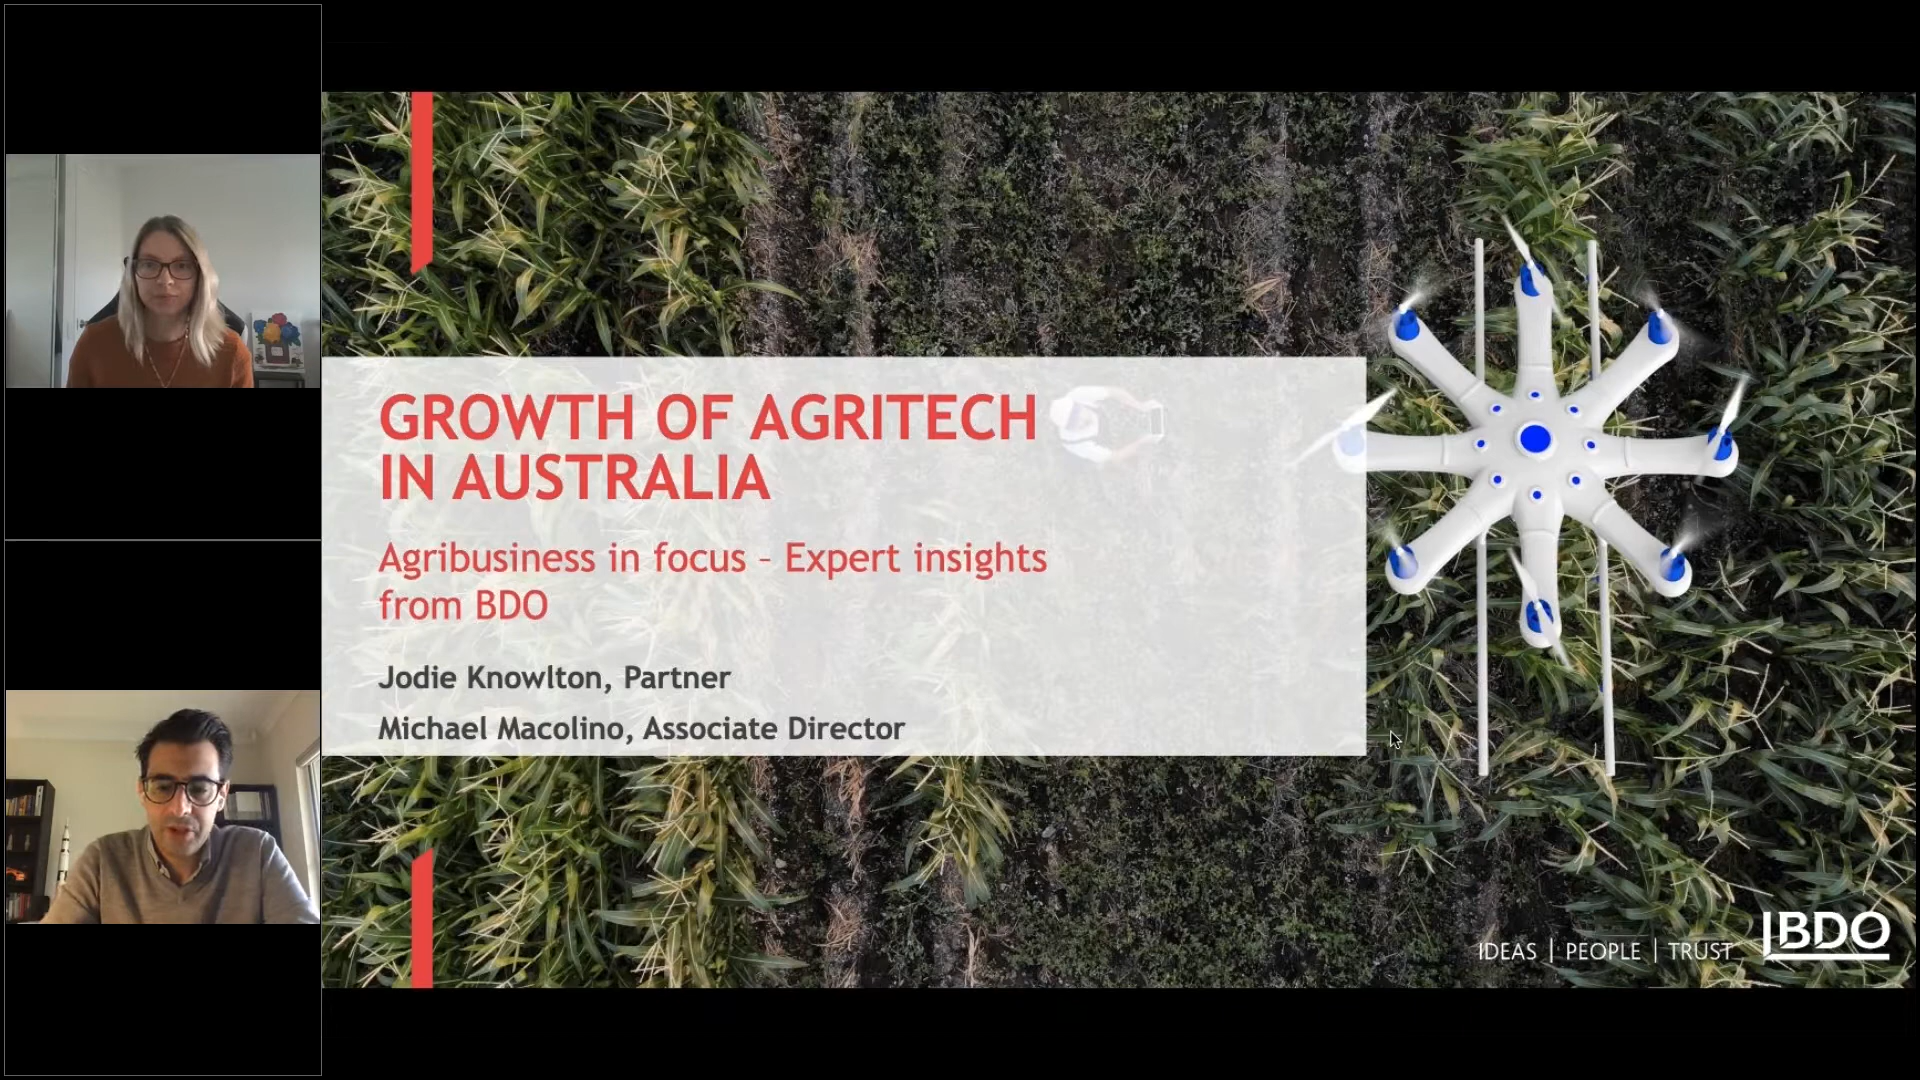 GROWTH OF AGRITECH
IN AUSTRALIA
Agribusiness in focus – Expert insights
from BDO
Jodie Knowlton, Partner
Michael Macolino, Associate Director
IDEAS | PEOPLE | TRUST
BDO